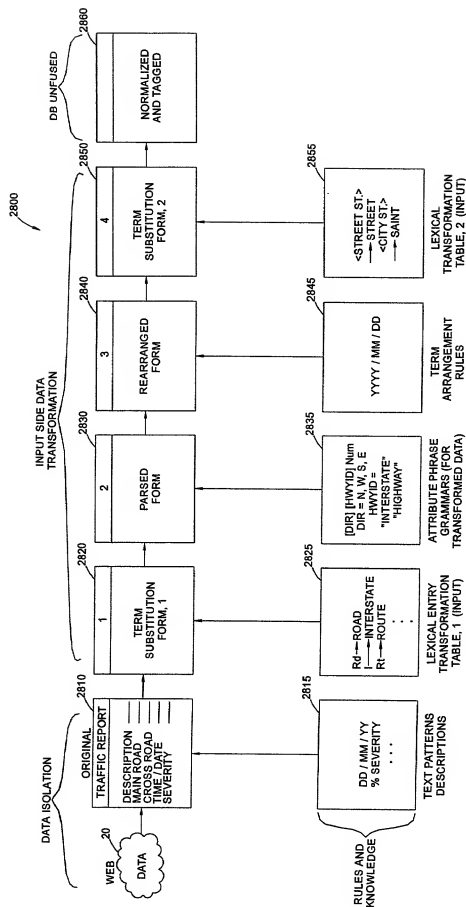 2800
DATA ISOLATION
INPUT SIDE DATA
TRANSFORMATION
DB UNFUSED
WEB
20
DATA
ORIGINAL
2810
TRAFFIC REPORT
DESCRIPTION
MAIN ROAD
CROSS ROAD
TIME / DATE
SEVERITY
2820
1
TERM
SUBSTITUTION
FORM, 1
2830
2
PARSED
FORM
2840
3
REARRANGED
FORM
2850
4
TERM
SUBSTITUTION
FORM, 2
2860
NORMALIZED
AND TAGGED
RULES AND
KNOWLEDGE
2815
DD / MM / YY
% SEVERITY
. . .
TEXT PATTERNS
DESCRIPTIONS
2825
Rd → ROAD
I → INTERSTATE
Rt → ROUTE
. . .
LEXICAL ENTRY
TRANSFORMATION
TABLE, 1 (INPUT)
2835
[DIR] [HWYID] Num
DIR = N, W, S, E
HWYID =
"INTERSTATE"
"HIGHWAY"
ATTRIBUTE PHRASE
GRAMMARS (FOR
TRANSFORMED DATA)
2845
YYYY / MM / DD
TERM
ARRANGEMENT
RULES
2855
<STREET ST.>
→ STREET
<CITY ST.>
→ SAINT
LEXICAL
TRANSFORMATION
TABLE, 2 (INPUT)